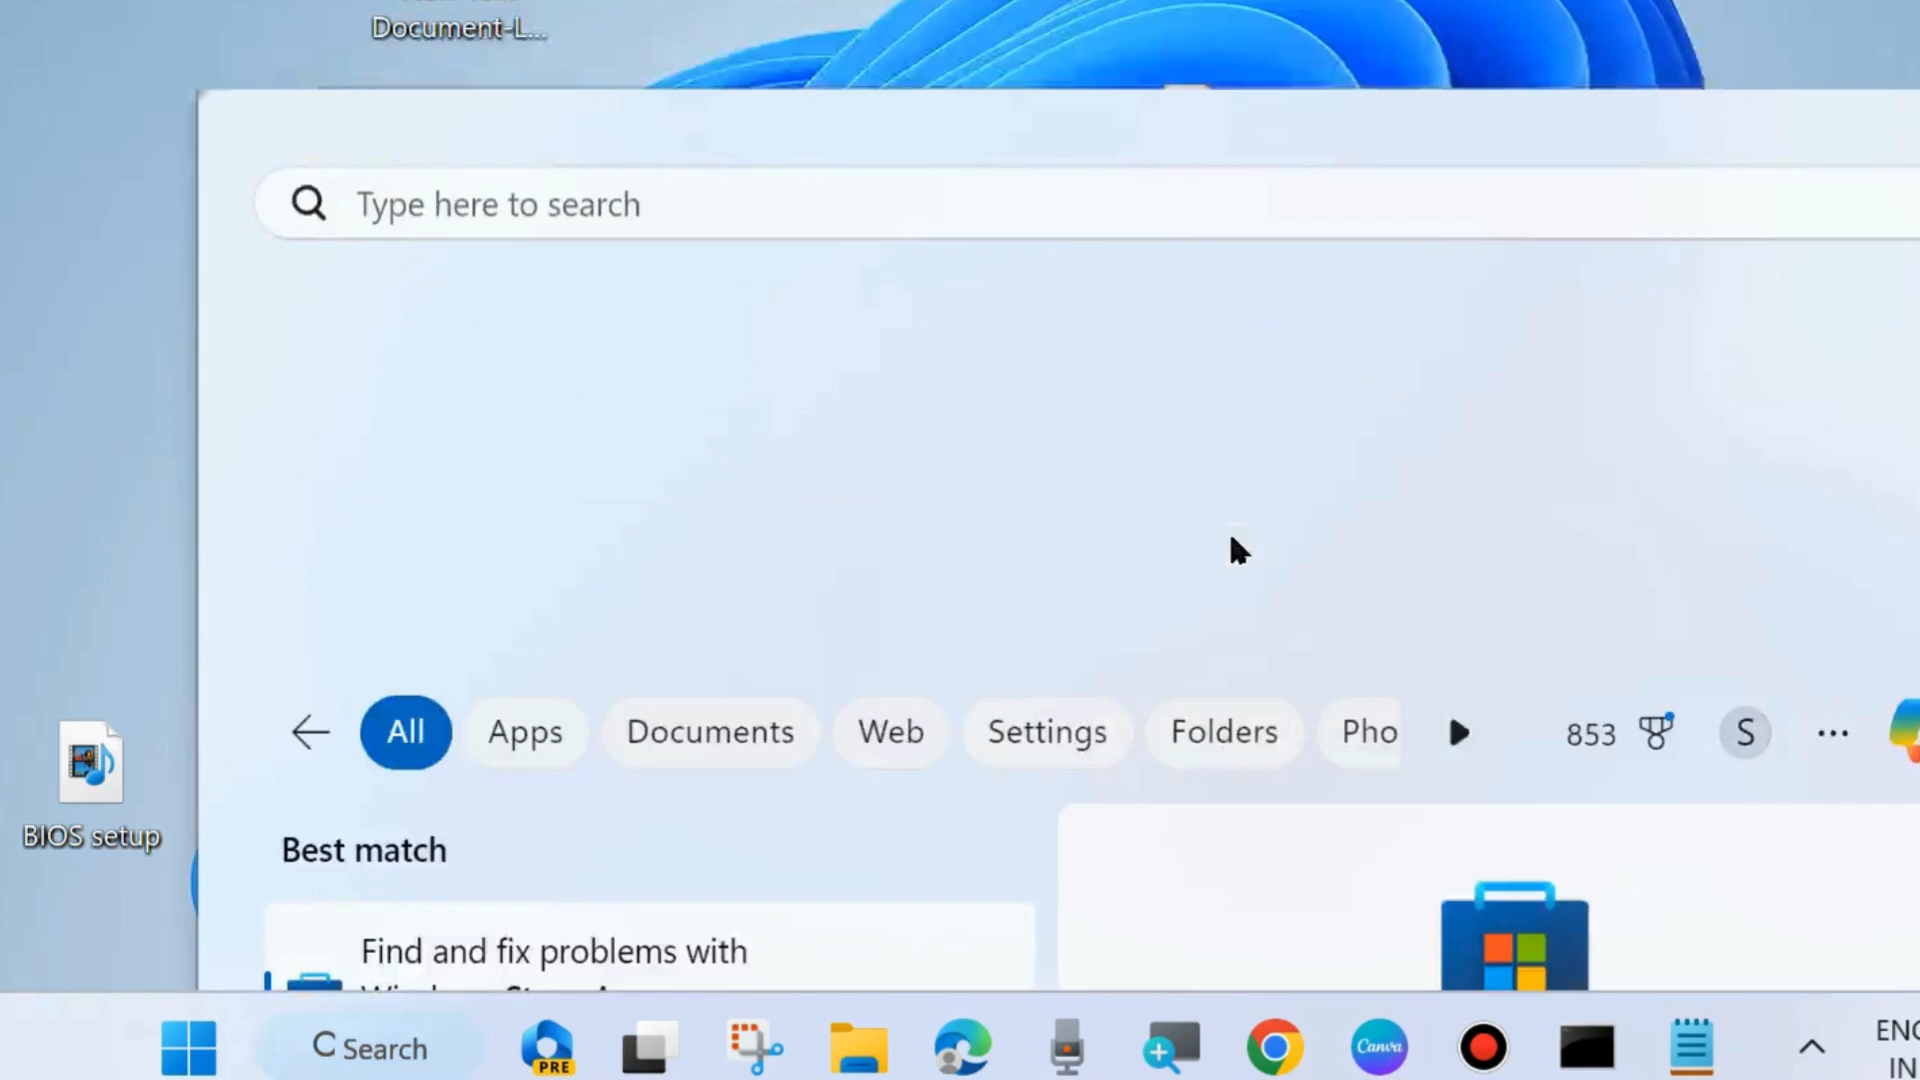 Document-L...
Type here to search
All Apps Documents Web Settings Folders Pho 853 S ...
BIOS setup
Best match
Find and fix problems with
Search
PRE
Canva
ENG
IN